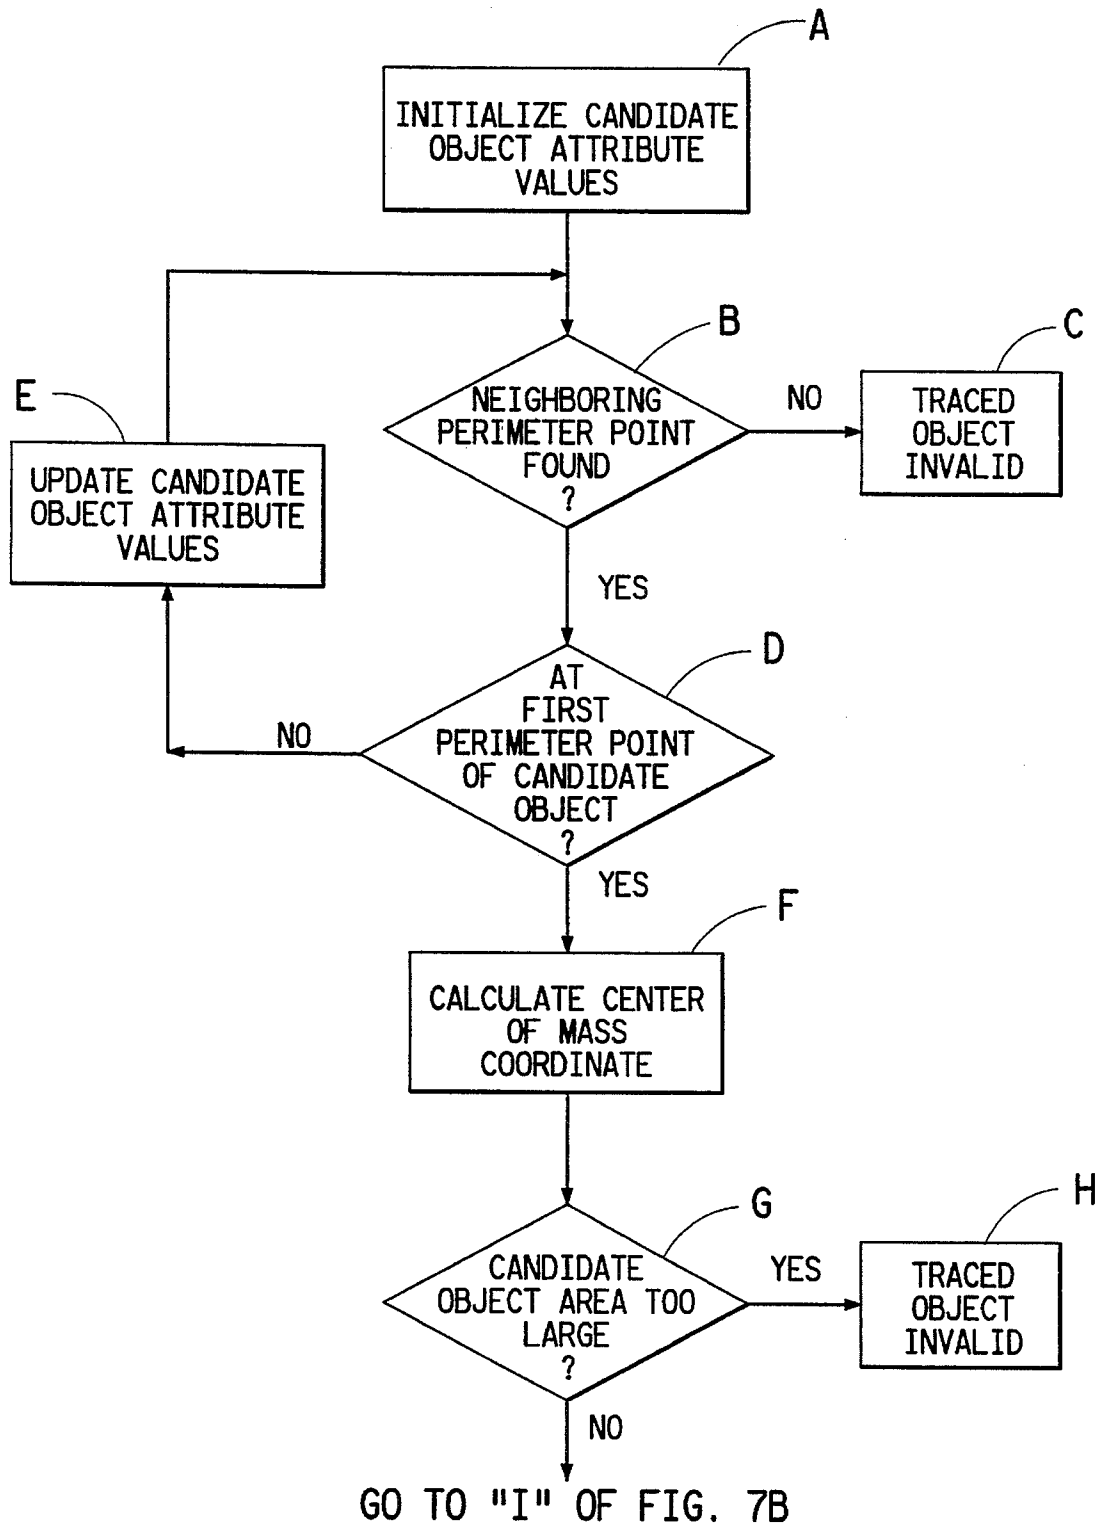 A
INITIALIZE CANDIDATE
OBJECT ATTRIBUTE
VALUES
B
NEIGHBORING
PERIMETER POINT
FOUND
?
NO
C
TRACED
OBJECT
INVALID
E
UPDATE CANDIDATE
OBJECT ATTRIBUTE
VALUES
YES
D
AT
FIRST
PERIMETER POINT
OF CANDIDATE
OBJECT
?
NO
YES
F
CALCULATE CENTER
OF MASS
COORDINATE
G
CANDIDATE
OBJECT AREA TOO
LARGE
?
YES
H
TRACED
OBJECT
INVALID
NO
GO TO "I" OF FIG. 7B